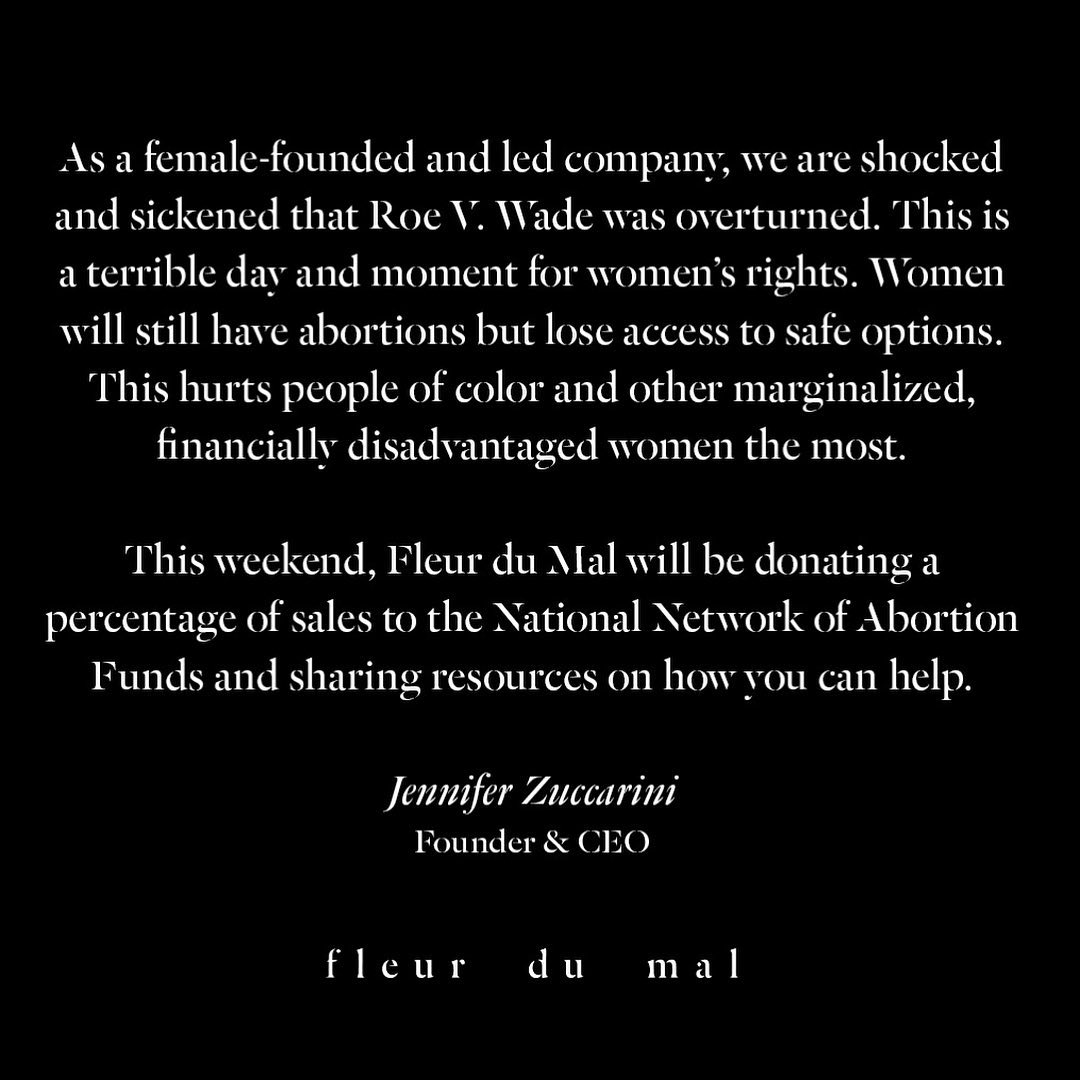 As a female-founded and led company, we are shocked
and sickened that Roe V. Wade was overturned. This is
a terrible day and moment for women’s rights. Women
will still have abortions but lose access to safe options.
This hurts people of color and other marginalized,
financially disadvantaged women the most.
This weekend, Fleur du Mal will be donating a
percentage of sales to the National Network of Abortion
Funds and sharing resources on how you can help.
Jennifer Zuccarini
Founder & CEO
fleur du mal